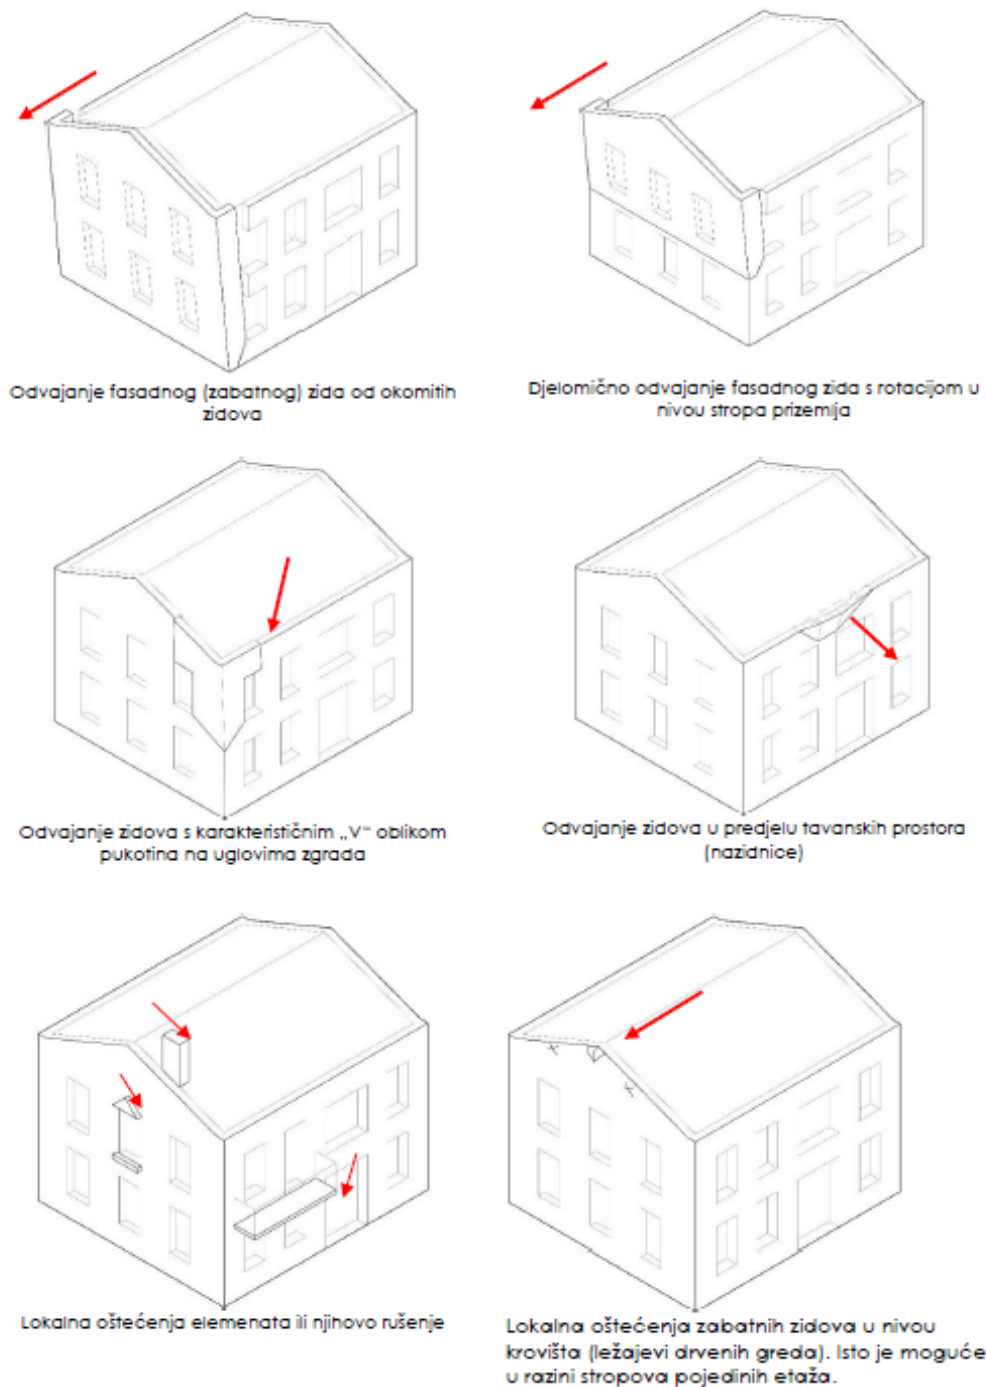 Odvajanje fasadnog (zabatnog) zida od okomitih
zidova
Djelomično odvajanje fasadnog zida s rotacijom u
nivou stropa prizemlja
Odvajanje zidova s karakterističnim „V“ oblikom
pukotina na uglovima zgrada
Odvajanje zidova u predjelu tavanskih prostora
(nazidnice)
Lokalna oštećenja elemenata ili njihovo rušenje
Lokalna oštećenja zabatnih zidova u nivou
krovišta (ležajevi drvenih greda). Isto je moguće
u razini stropova pojedinih etaža.